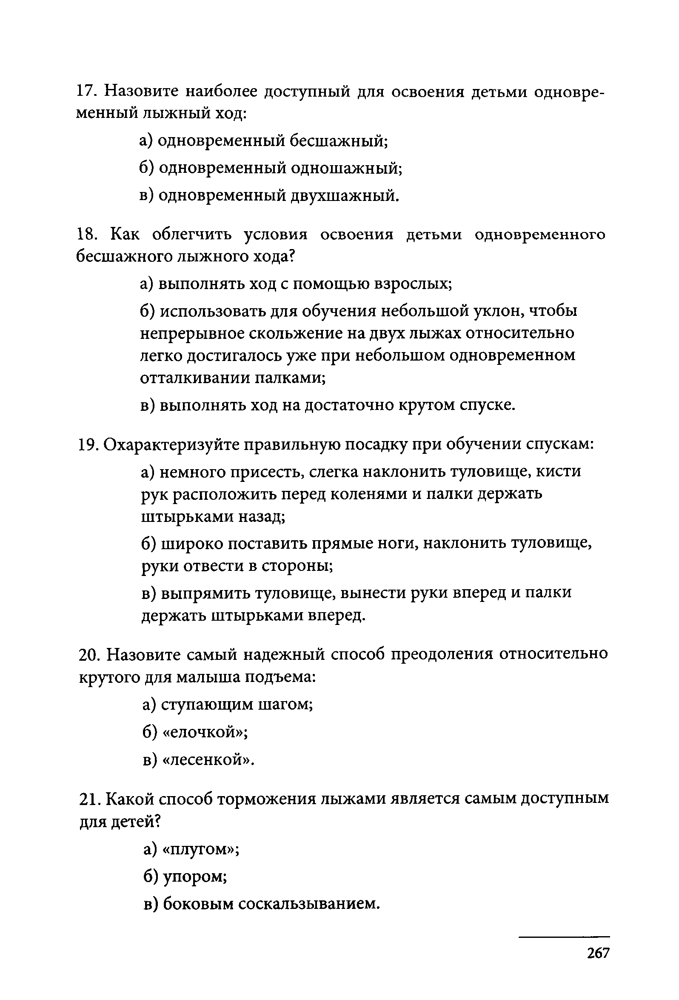 17. Назовите наиболее доступный для освоения детьми одновре-
менный лыжный ход:
а) одновременный бесшажный;
б) одновременный одношажный;
в) одновременный двухшажный.
18. Как облегчить условия освоения детьми одновременного
бесшажного лыжного хода?
а) выполнять ход с помощью взрослых;
б) использовать для обучения небольшой уклон, чтобы
непрерывное скольжение на двух лыжах относительно
легко достигалось уже при небольшом одновременном
отталкивании палками;
в) выполнять ход на достаточно крутом спуске.
19. Охарактеризуйте правильную посадку при обучении спускам:
а) немного присесть, слегка наклонить туловище, кисти
рук расположить перед коленями и палки держать
штырьками назад;
б) широко поставить прямые ноги, наклонить туловище,
руки отвести в стороны;
в) выпрямить туловище, вынести руки вперед и палки
держать штырьками вперед.
20. Назовите самый надежный способ преодоления относительно
крутого для малыша подъема:
а) ступающим шагом;
б) «елочкой»;
в) «лесенкой».
21. Какой способ торможения лыжами является самым доступным
для детей?
а) «плугом»;
б) упором;
в) боковым соскальзыванием.
267